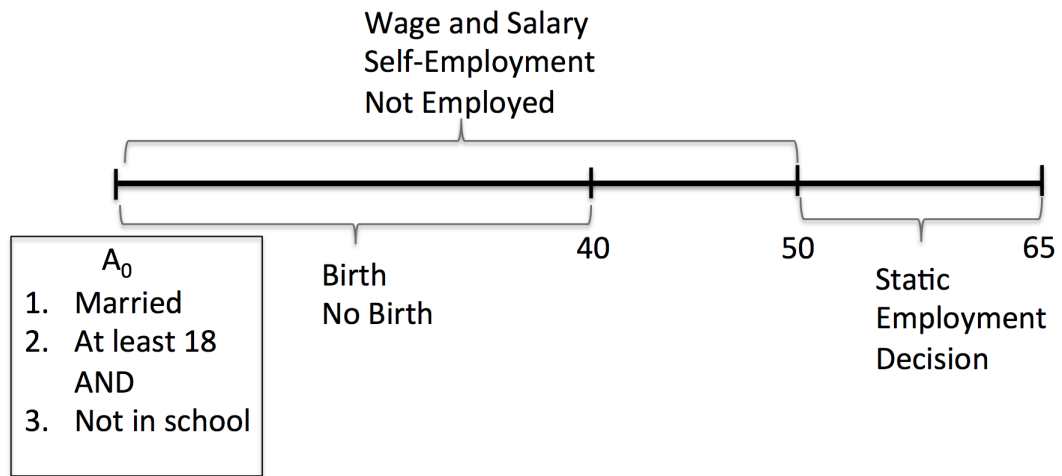 Wage and Salary
Self-Employment
Not Employed
40
50
65
A₀
1. Married
2. At least 18
AND
3. Not in school
Birth
No Birth
Static
Employment
Decision